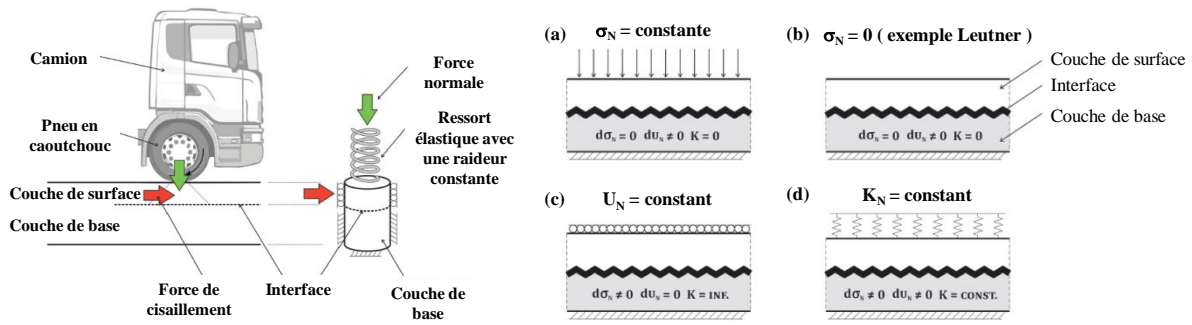 Camion
Pneu en
caoutchouc
Couche de surface
Couche de base
Force de
cisaillement
Interface
Force
normale
Ressort
élastique avec
une raideur
constante
Couche de
base
(a) σN = constante
dσN = 0 dUN ≠ 0 K = 0
(b) σN = 0 ( exemple Leutner )
dσN = 0 dUN ≠ 0 K = 0
Couche de surface
Interface
Couche de base
(c) UN = constant
dσN ≠ 0 dUN = 0 K = INF.
(d) KN = constant
dσN ≠ 0 dUN ≠ 0 K = CONST.